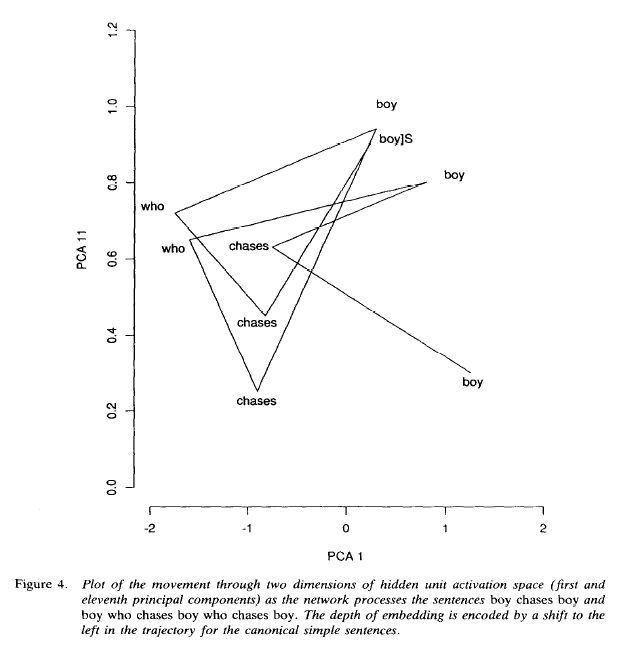 1.2
boy
1.0
boy]S
boy
0.8
who
who
chases
PCA 11
0.6
chases
0.4
boy
chases
0.2
0.0
-2 -1 0 1 2
PCA 1
Figure 4. Plot of the movement through two dimensions of hidden unit activation space (first and
eleventh principal components) as the network processes the sentences boy chases boy and
boy who chases boy who chases boy. The depth of embedding is encoded by a shift to the
left in the trajectory for the canonical simple sentences.